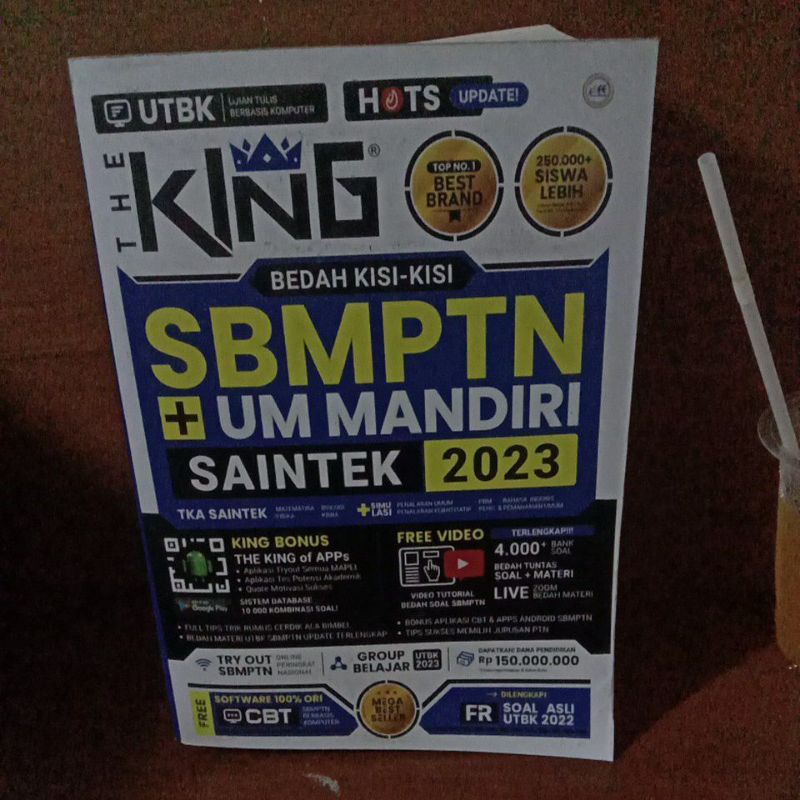 UTBK
UJIAN TULIS
BERBASIS KOMPUTER
HOTS UPDATE!
THE KING®
TOP NO.1
BEST
BRAND
250.000+
SISWA
LEBIH
BEDAH KISI-KISI
SBMPTN
+ UM MANDIRI
SAINTEK 2023
TKA SAINTEK
MATEMATIKA
FISIKA
BIOLOGI
KIMIA
+SIMU
LASI
PENALARAN UMUM
PENALARAN KUANTITATIF
PBM
BAHASA INGGRIS
KING BONUS
THE KING of APPs
• Aplikasi Tryout Semua MAPEL
• Aplikasi Tes Potensi Akademik
• Quote Motivasi Sukses
Google Play
SISTEM DATABASE
10.000 KOMBINASI SOAL!
• FULL TIPS TRIK RUMUS CERDIK ALA BIMBEL
• BEDAH MATERI UTBK SBMPTN UPDATE TERLENGKAP
FREE VIDEO
VIDEO TUTORIAL
BEDAH SOAL SBMPTN
TERLENGKAP!!!
4.000+ BANK
SOAL
BEDAH TUNTAS
SOAL + MATERI
LIVE ZOOM
BEDAH MATERI
• BONUS APLIKASI CBT & APPS ANDROID SBMPTN
• TIPS SUKSES MEMILIH JURUSAN PTN
TRY OUT
SBMPTN
ONLINE
PERINGKAT
NASIONAL
GROUP
BELAJAR
UTBK
2023
DAPATKAN! DANA PENDIDIKAN
Rp 150.000.000
FREE
SOFTWARE 100% ORI
CBT
SBMPTN
BERBASIS
KOMPUTER
MEGA
BEST
SELLER
→ DILENGKAPI
FR
SOAL ASLI
UTBK 2022